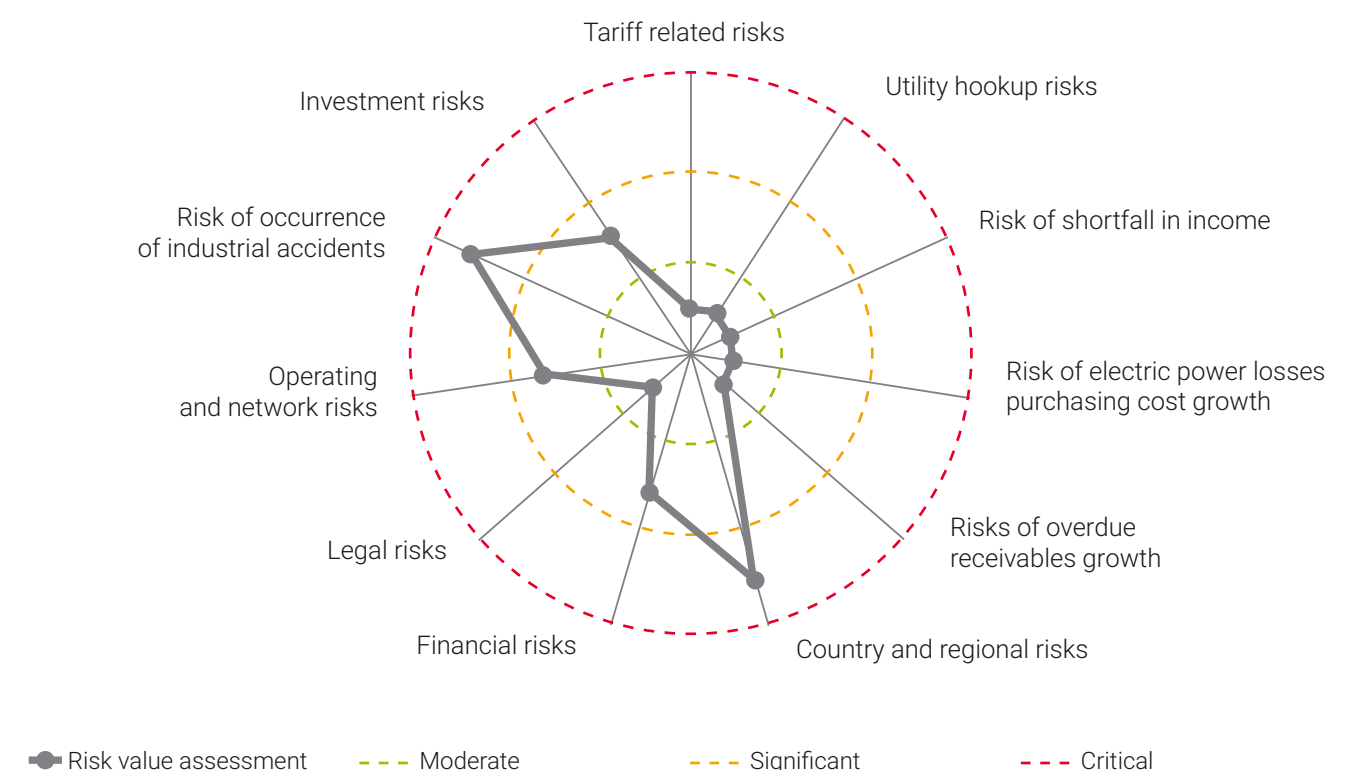 Tariff related risks
Utility hookup risks
Investment risks
Risk of occurrence
of industrial accidents
Risk of shortfall in income
Operating
and network risks
Risk of electric power losses
purchasing cost growth
Legal risks
Risks of overdue
receivables growth
Financial risks
Country and regional risks
Risk value assessment
Moderate
Significant
Critical